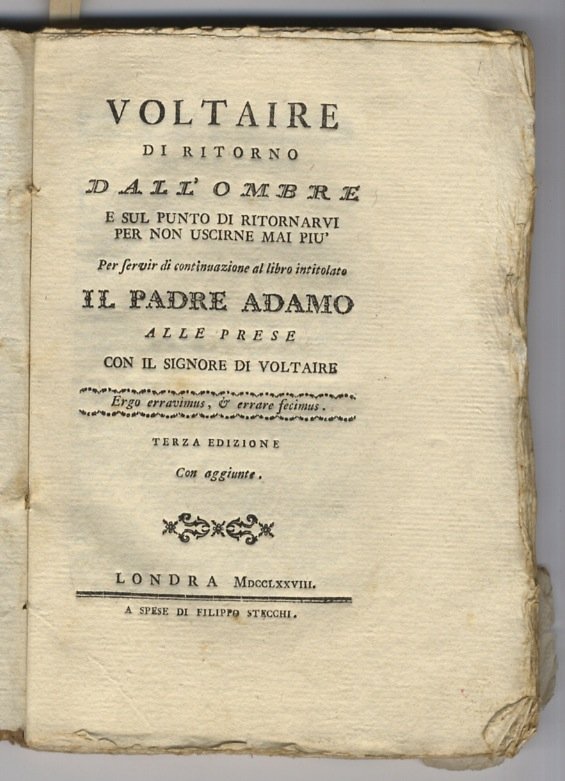 VOLTAIRE
DI RITORNO
DALL'OMBRE
E SUL PUNTO DI RITORNARVI
PER NON USCIRNE MAI PIU'
Per ſervir di continuazione al libro intitolato
IL PADRE ADAMO
ALLE PRESE
CON IL SIGNORE DI VOLTAIRE
Ergo erravimus, & errare fecimus.
TERZA EDIZIONE
Con aggiunte.
LONDRA MDCCLXXVIII.
A SPESE DI FILIPPO STECCHI.